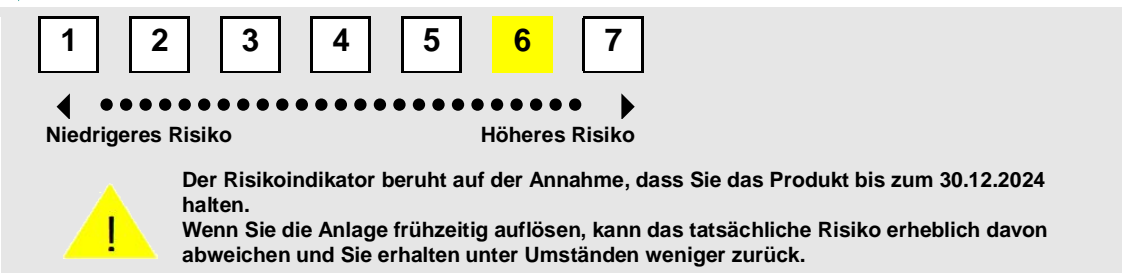 1 2 3 4 5 6 7
Niedrigeres Risiko Höheres Risiko
!
Der Risikoindikator beruht auf der Annahme, dass Sie das Produkt bis zum 30.12.2024
halten.
Wenn Sie die Anlage frühzeitig auflösen, kann das tatsächliche Risiko erheblich davon
abweichen und Sie erhalten unter Umständen weniger zurück.